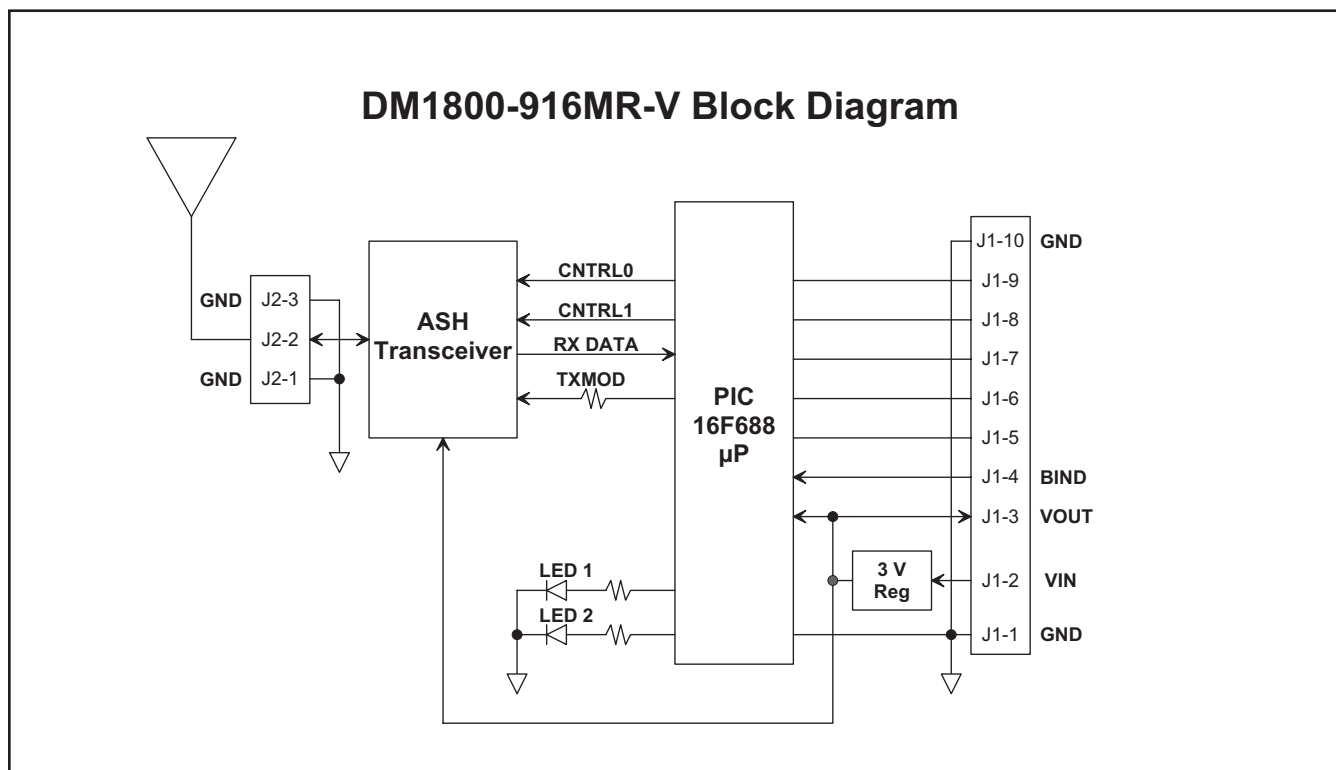 DM1800-916MR-V Block Diagram
GND
J2-3
J2-2
GND
J2-1
ASH
Transceiver
CNTRL0
CNTRL1
RX DATA
TXMOD
PIC
16F688
µP
LED 1
LED 2
3 V
Reg
J1-10 GND
J1-9
J1-8
J1-7
J1-6
J1-5
J1-4 BIND
J1-3 VOUT
J1-2 VIN
J1-1 GND